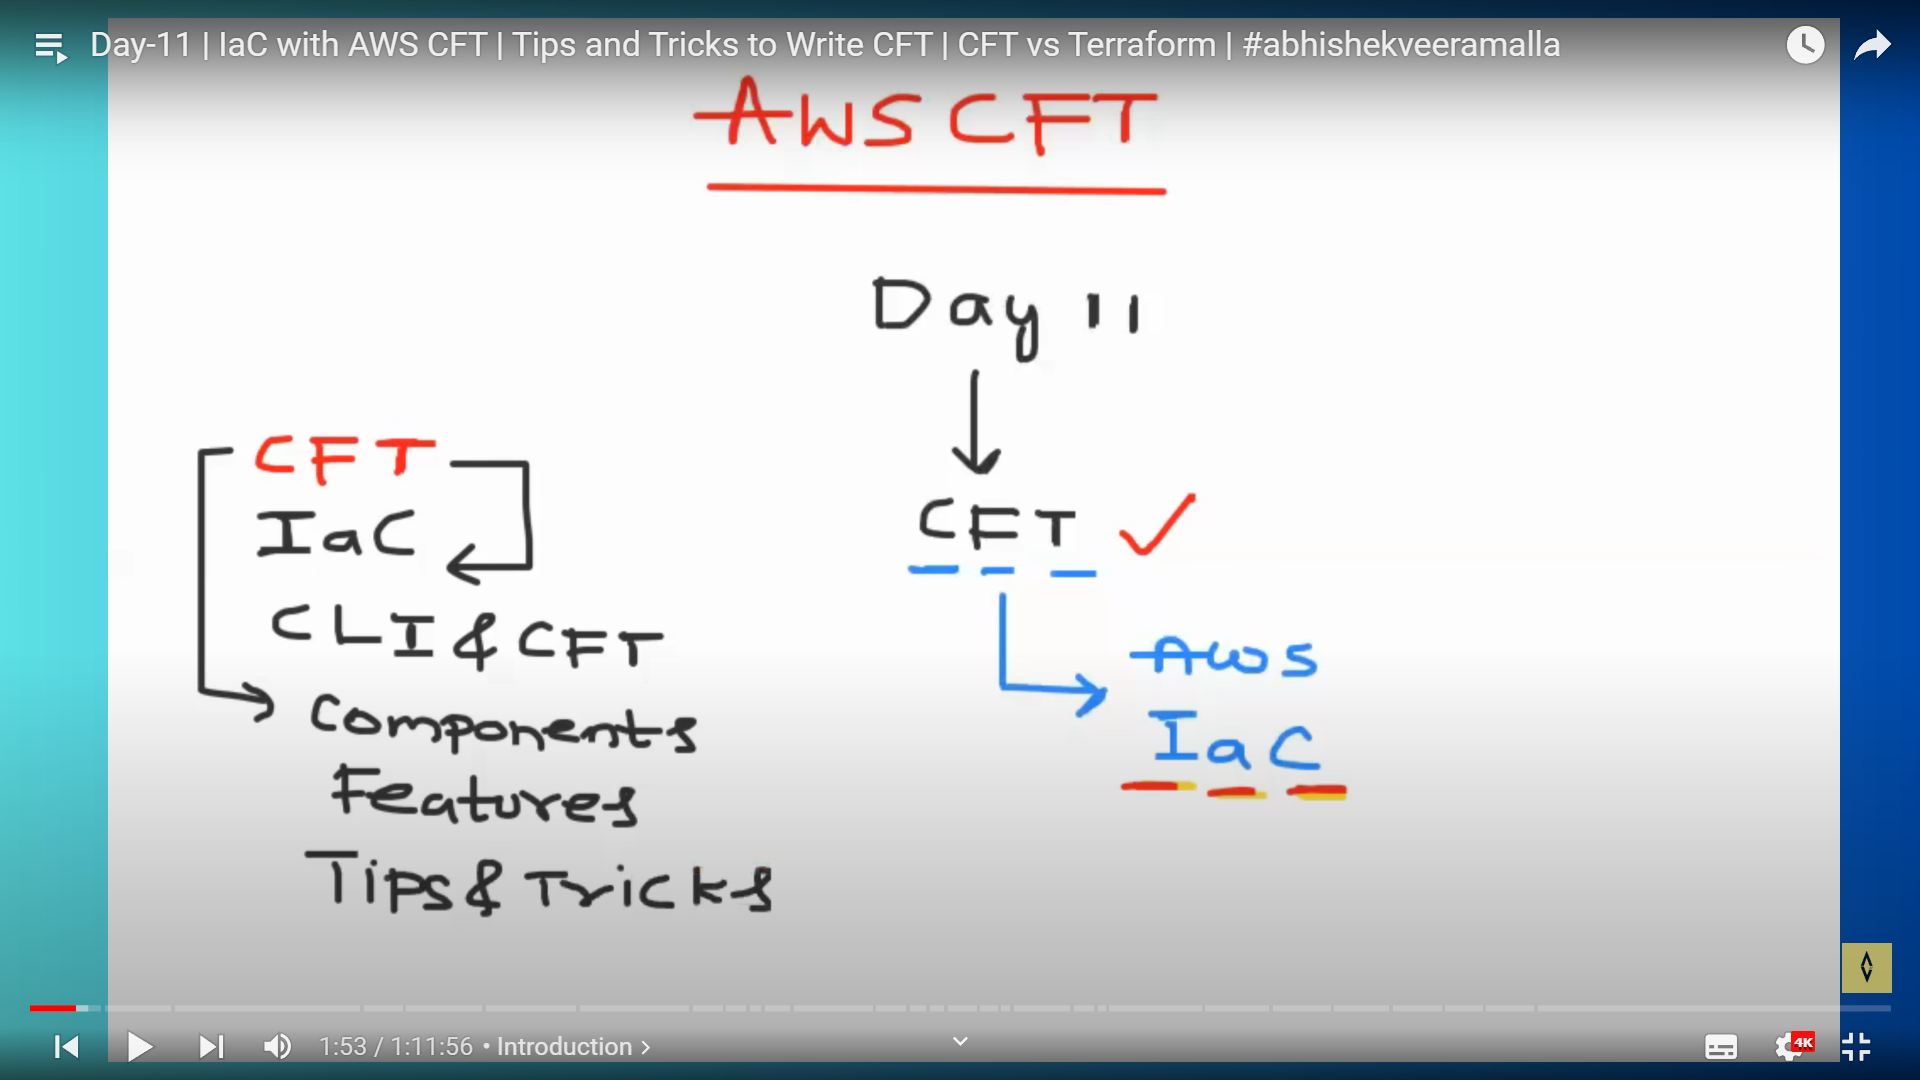 Day-11 | IaC with AWS CFT | Tips and Tricks to Write CFT | CFT vs Terraform | #abhishekveeramalla
AWS CFT
Day 11
CFT
IaC
CLI & CFT
Components
Features
Tips & Tricks
CFT
AWS
IaC
1:53 / 1:11:56 • Introduction
4K